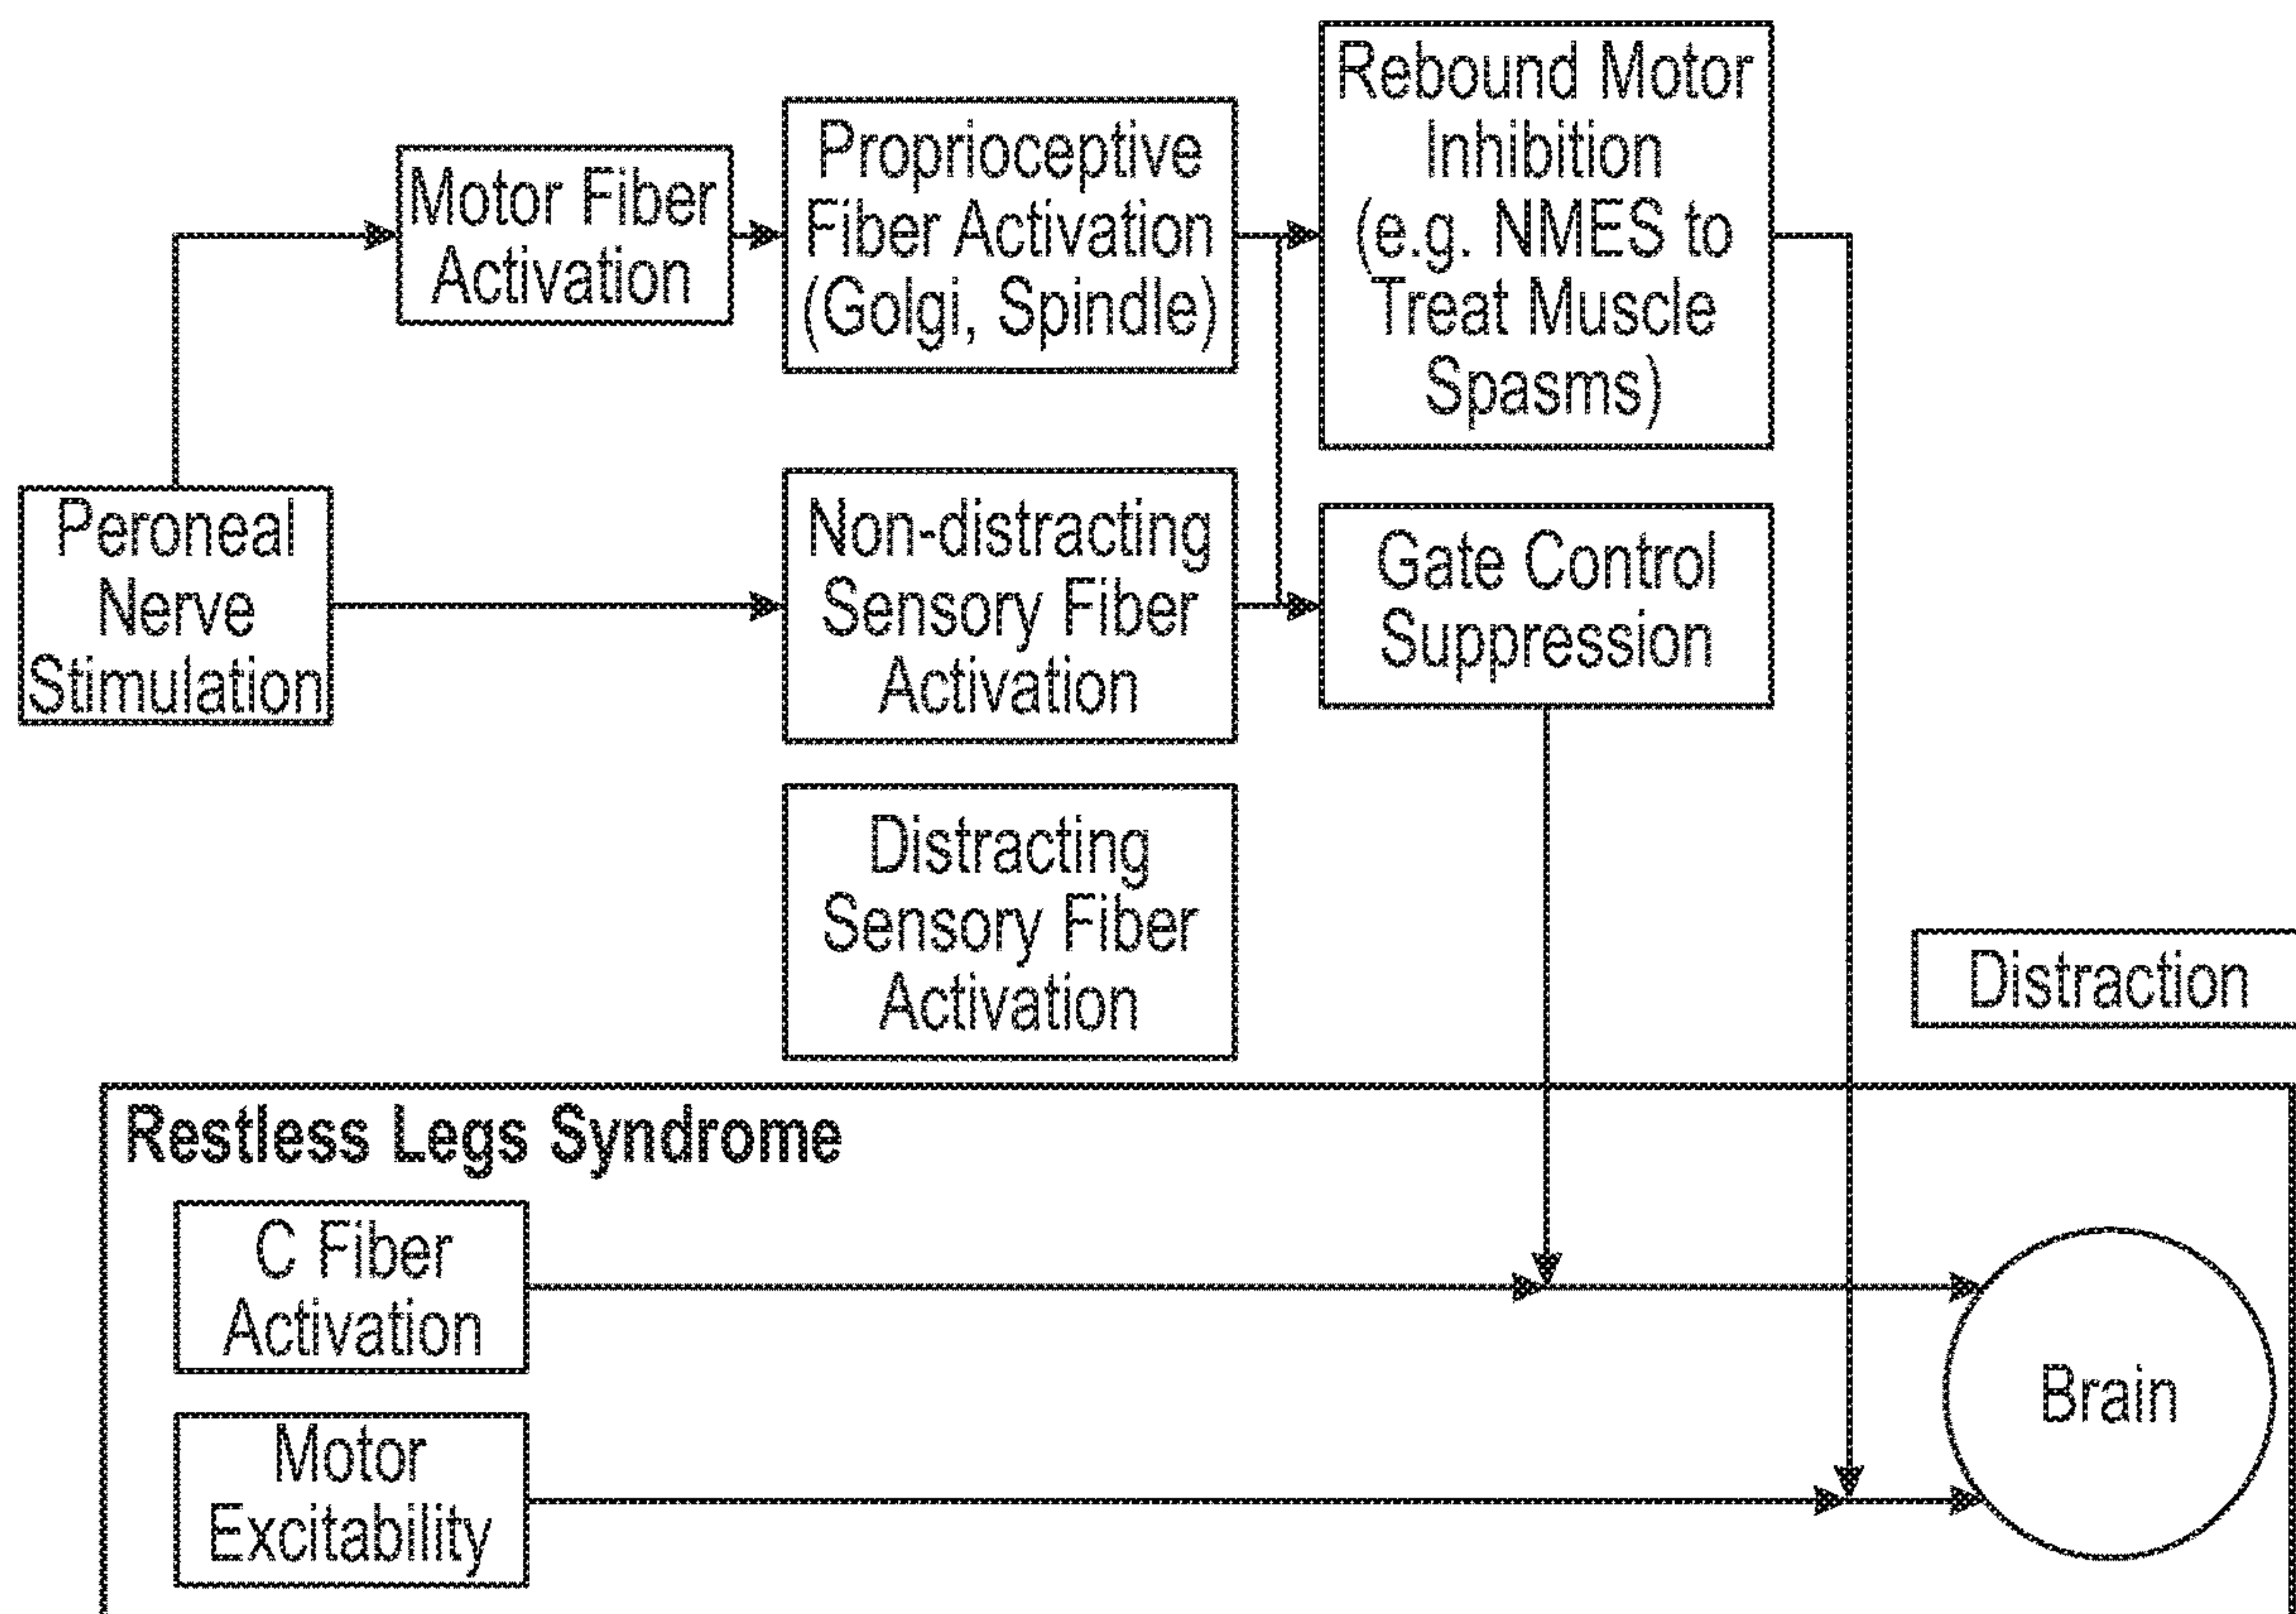 Rebound Motor
Inhibition
(e.g. NMES to
Treat Muscle
Spasms)
Proprioceptive
Fiber Activation
(Golgi, Spindle)
Motor Fiber
Activation
Peroneal
Nerve
Stimulation
Non-distracting
Sensory Fiber
Activation
Gate Control
Suppression
Distracting
Sensory Fiber
Activation
Distraction
Restless Legs Syndrome
C Fiber
Activation
Motor
Excitability
Brain